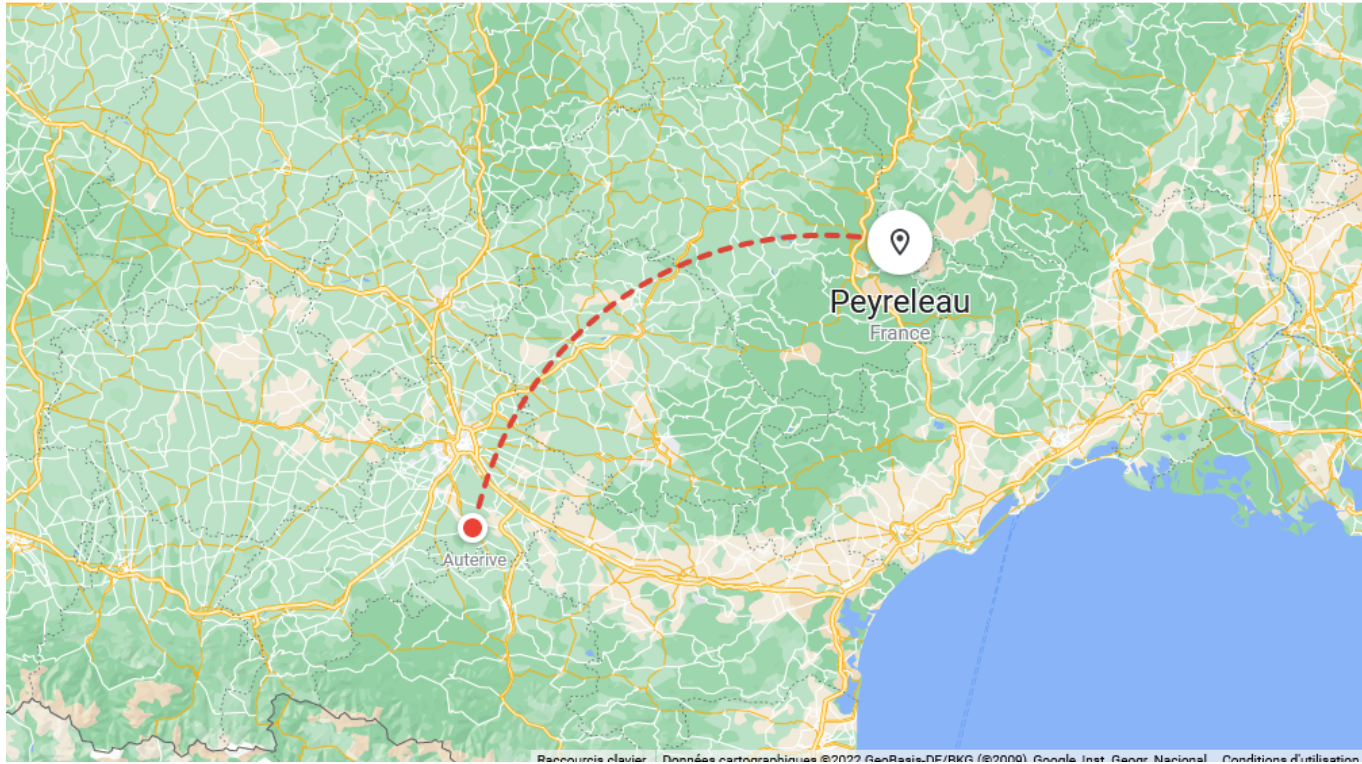 Peyreleau
France
Auterive
Raccourcis clavier Données cartographiques ©2022 GeoBasis-DE/BKG (©2009), Google, Inst. Geogr. Nacional Conditions d'utilisation